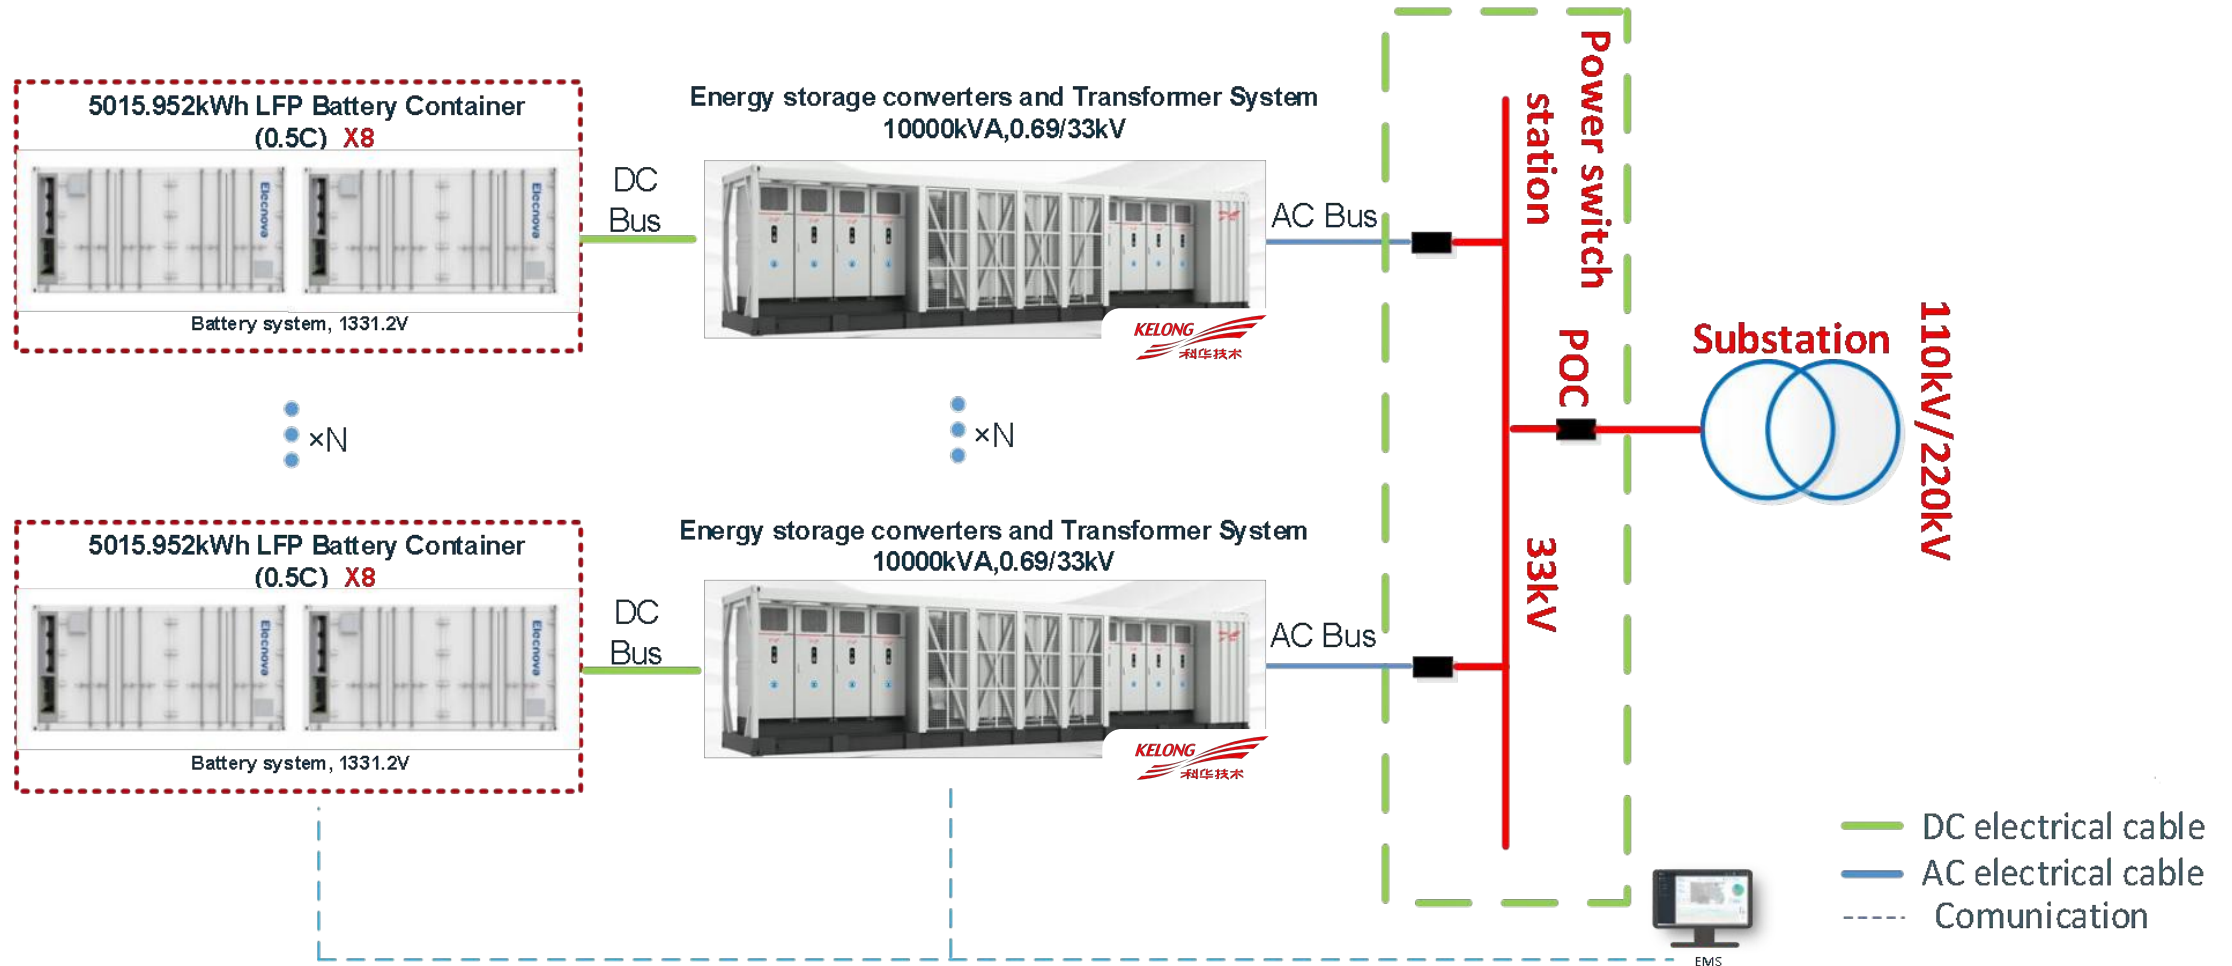 5015.952kWh LFP Battery Container
(0.5C) X8
Elecnova
Elecnova
Battery system, 1331.2V
DC
Bus
Energy storage converters and Transformer System
10000kVA,0.69/33kV
KELONG
科华技术
AC Bus
×N
×N
5015.952kWh LFP Battery Container
(0.5C) X8
Elecnova
Elecnova
Battery system, 1331.2V
DC
Bus
Energy storage converters and Transformer System
10000kVA,0.69/33kV
KELONG
科华技术
AC Bus
Power switch
station
POC
33kV
Substation
110kV/220kV
DC electrical cable
AC electrical cable
Comunication
EMS